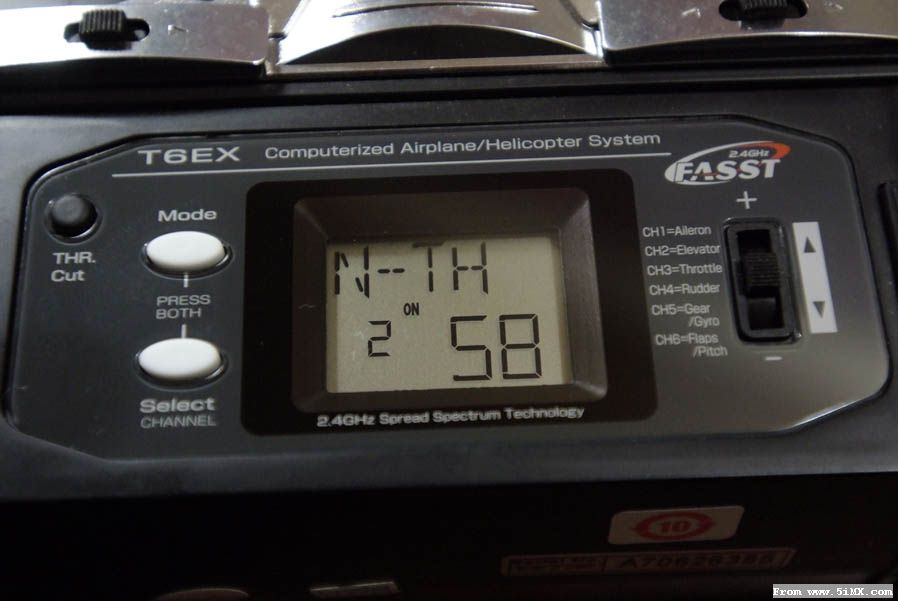 T6EX Computerized Airplane/Helicopter System
2.4GHz
FASST
THR.
Cut
Mode
PRESS
BOTH
Select
CHANNEL
N--TH
ON
2 58
2.4GHz Spread Spectrum Technology
+
CH1=Aileron
CH2=Elevator
CH3=Throttle
CH4=Rudder
CH5=Gear
/Gyro
CH6=Flaps
/Pitch
-
10
From www.5iMX.com